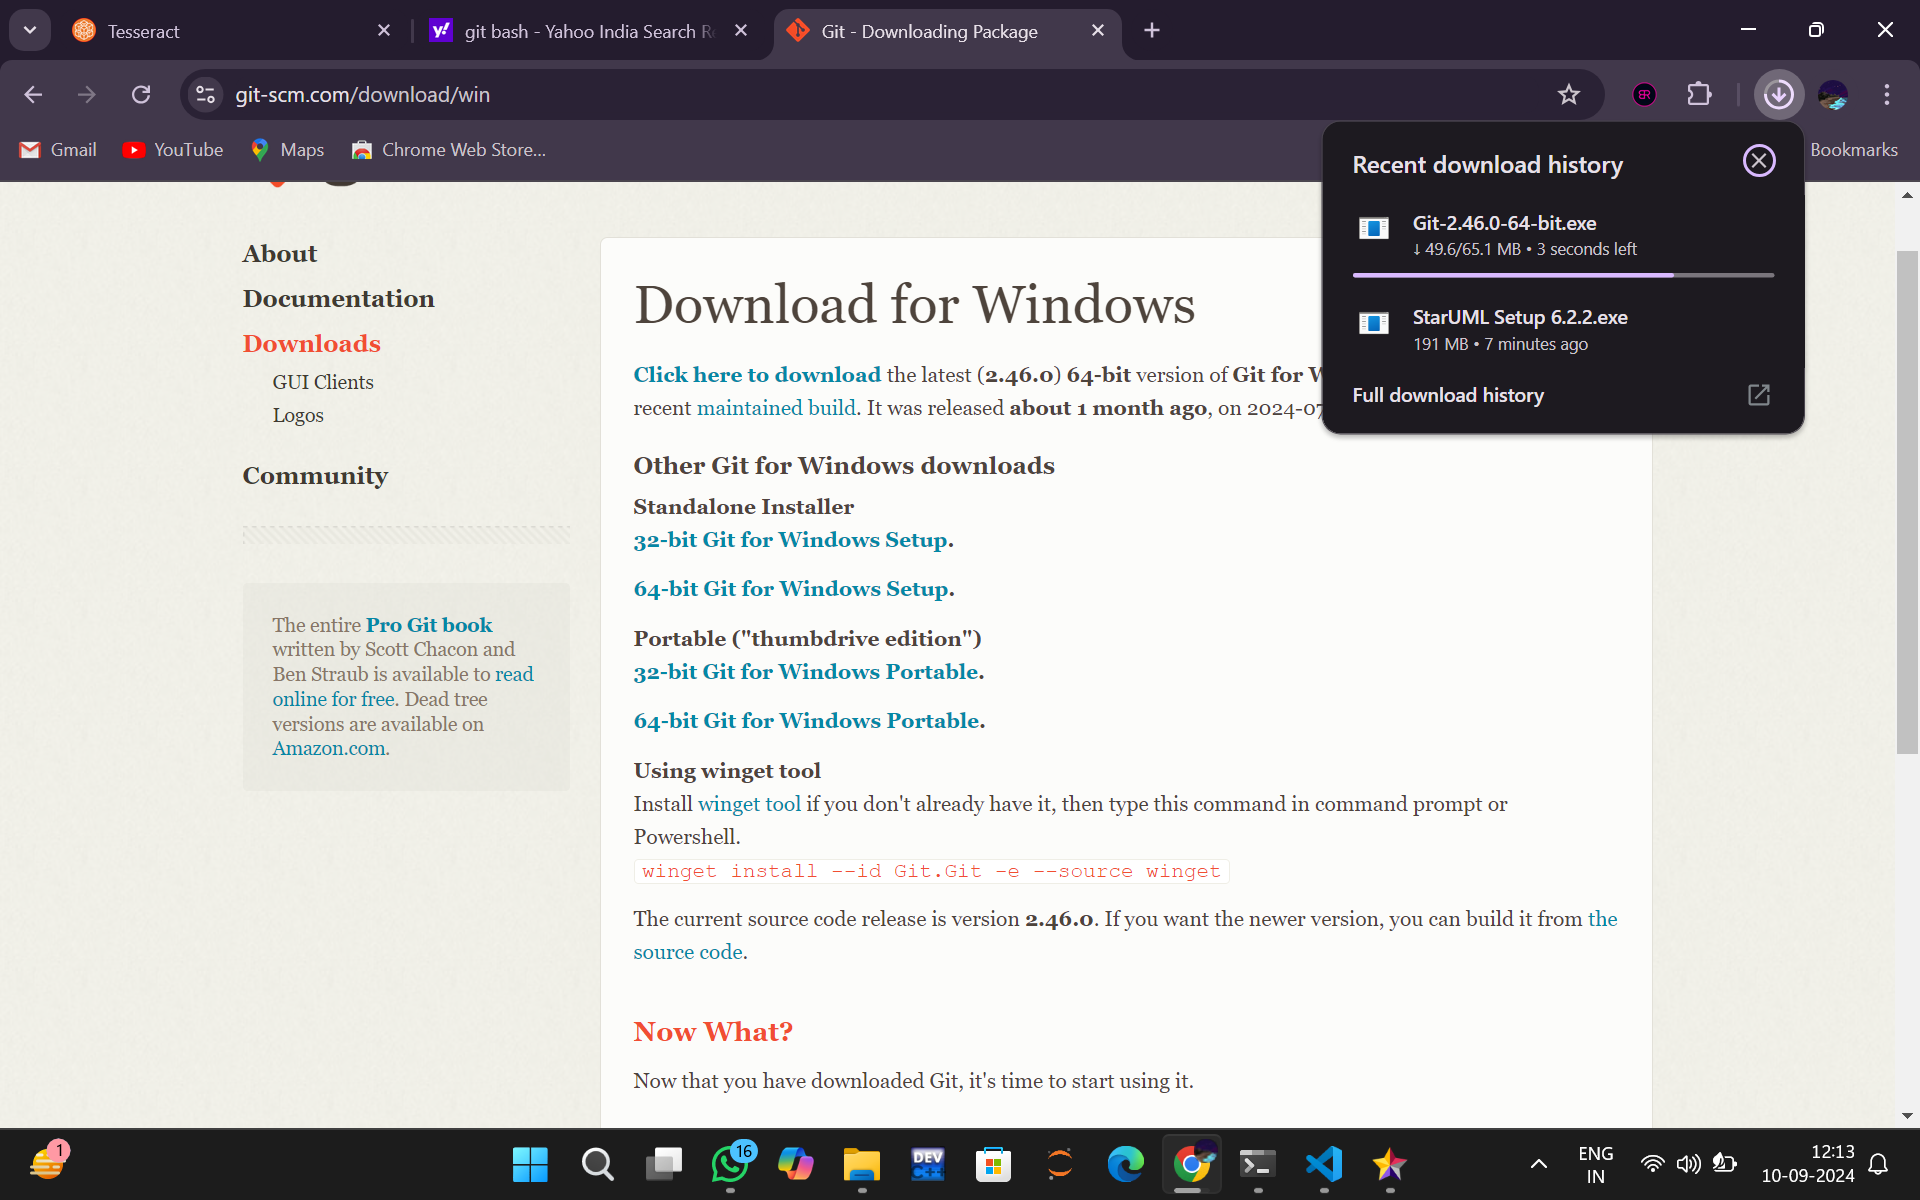 Tesseract
git bash - Yahoo India Search Re
Git - Downloading Package
git-scm.com/download/win
Gmail
YouTube
Maps
Chrome Web Store...
Bookmarks
Recent download history
Git-2.46.0-64-bit.exe
↓ 49.6/65.1 MB • 3 seconds left
StarUML Setup 6.2.2.exe
191 MB • 7 minutes ago
Full download history
About
Documentation
Downloads
GUI Clients
Logos
Community
The entire Pro Git book
written by Scott Chacon and
Ben Straub is available to read
online for free. Dead tree
versions are available on
Amazon.com.
Download for Windows
Click here to download the latest (2.46.0) 64-bit version of Git for W
recent maintained build. It was released about 1 month ago, on 2024-07
Other Git for Windows downloads
Standalone Installer
32-bit Git for Windows Setup.
64-bit Git for Windows Setup.
Portable ("thumbdrive edition")
32-bit Git for Windows Portable.
64-bit Git for Windows Portable.
Using winget tool
Install winget tool if you don't already have it, then type this command in command prompt or
Powershell.
winget install --id Git.Git -e --source winget
The current source code release is version 2.46.0. If you want the newer version, you can build it from the
source code.
Now What?
Now that you have downloaded Git, it's time to start using it.
1
16
DEV
C++
ENG
IN
12:13
10-09-2024